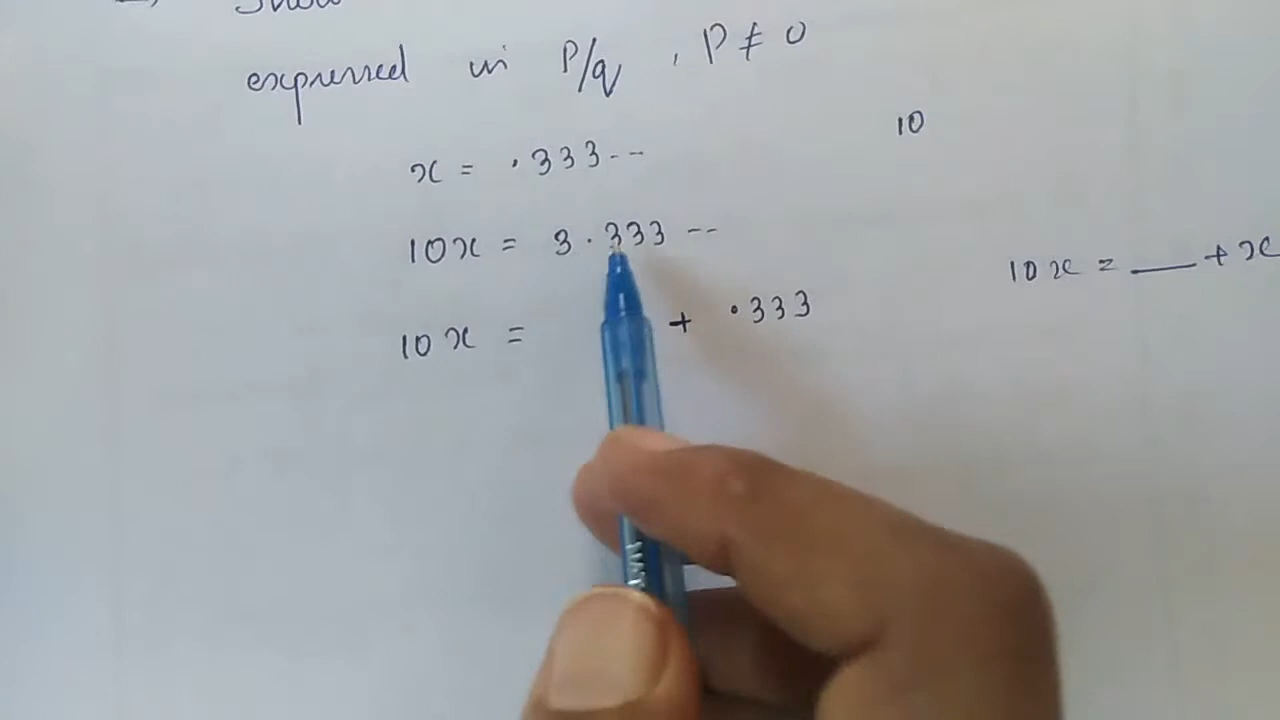 expressed in P/q , P ≠ 0
10
x = .333---
10x = 3.333 --
10x = ___ + x
10x = + .333